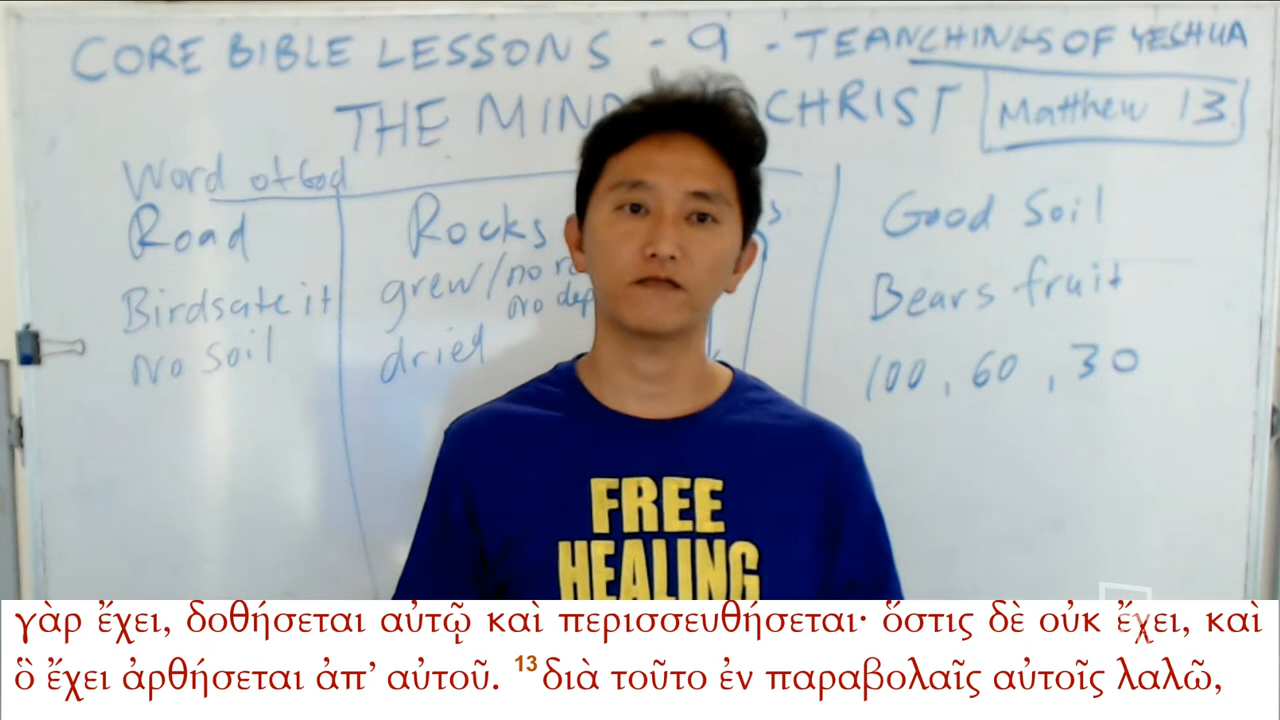 CORE BIBLE LESSONS - 9 - TEANCHINGS OF YESHUA
THE MIN CHRIST Matthew 13
Word of God
Road Rocks s Good Soil
Birds ate it grew/no r Bears fruit
no dep
no soil dried 100, 60, 30
FREE
HEALING
γὰρ ἔχει, δοθήσεται αὐτῷ καὶ περισσευθήσεται· ὅστις δὲ οὐκ ἔχει, καὶ
ὃ ἔχει ἀρθήσεται ἀπ’ αὐτοῦ. 13 διὰ τοῦτο ἐν παραβολαῖς αὐτοῖς λαλῶ,